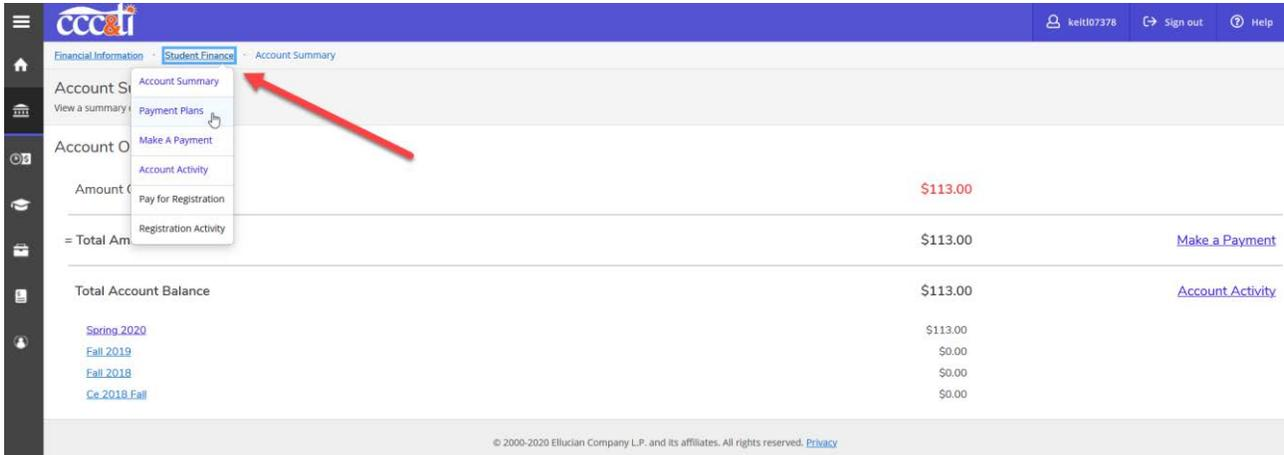 ccc&ti
keitl07378
Sign out
Help
Financial Information · Student Finance · Account Summary
Account Summary
Payment Plans
Make A Payment
Account Activity
Pay for Registration
Registration Activity
Account Su
View a summary
Account O
Amount
$113.00
= Total Am
$113.00
Make a Payment
Total Account Balance
$113.00
Account Activity
Spring 2020
$113.00
Fall 2019
$0.00
Fall 2018
$0.00
Ce 2018 Fall
$0.00
© 2000-2020 Ellucian Company L.P. and its affiliates. All rights reserved. Privacy